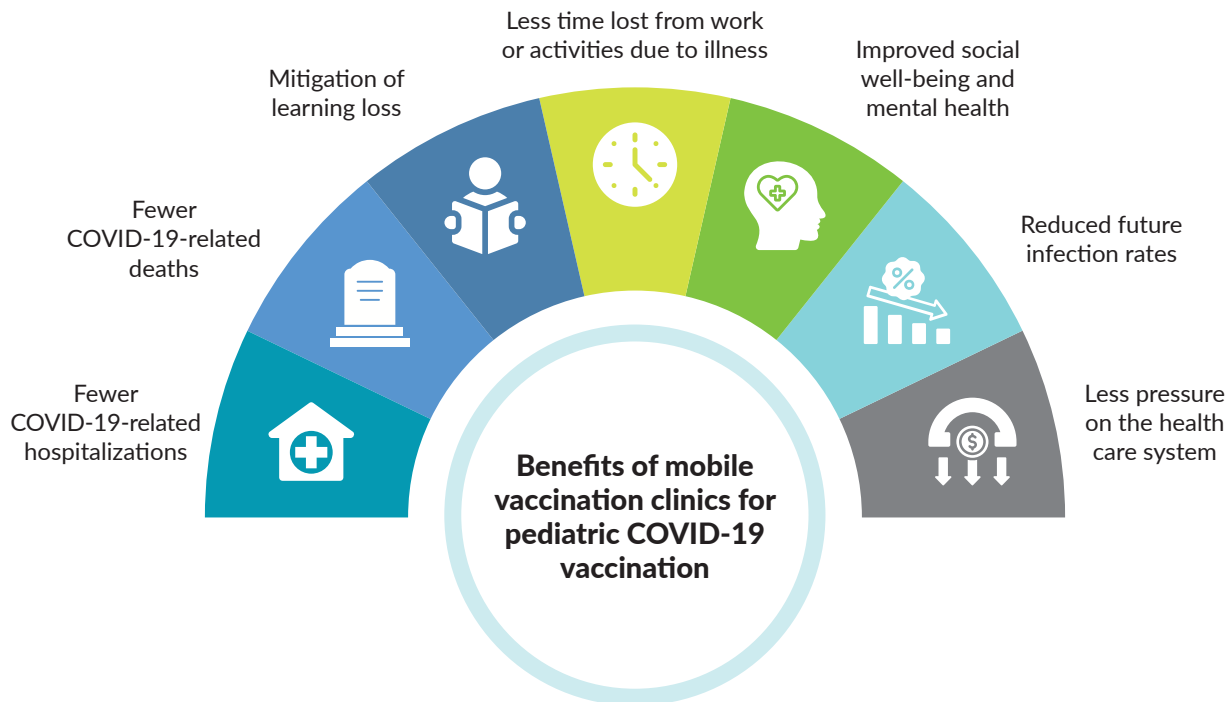 Less time lost from work
or activities due to illness
Improved social
well-being and
mental health
Mitigation of
learning loss
Fewer
COVID-19-related
deaths
Reduced future
infection rates
%
Fewer
COVID-19-related
hospitalizations
Less pressure
on the health
care system
$
Benefits of mobile
vaccination clinics for
pediatric COVID-19
vaccination